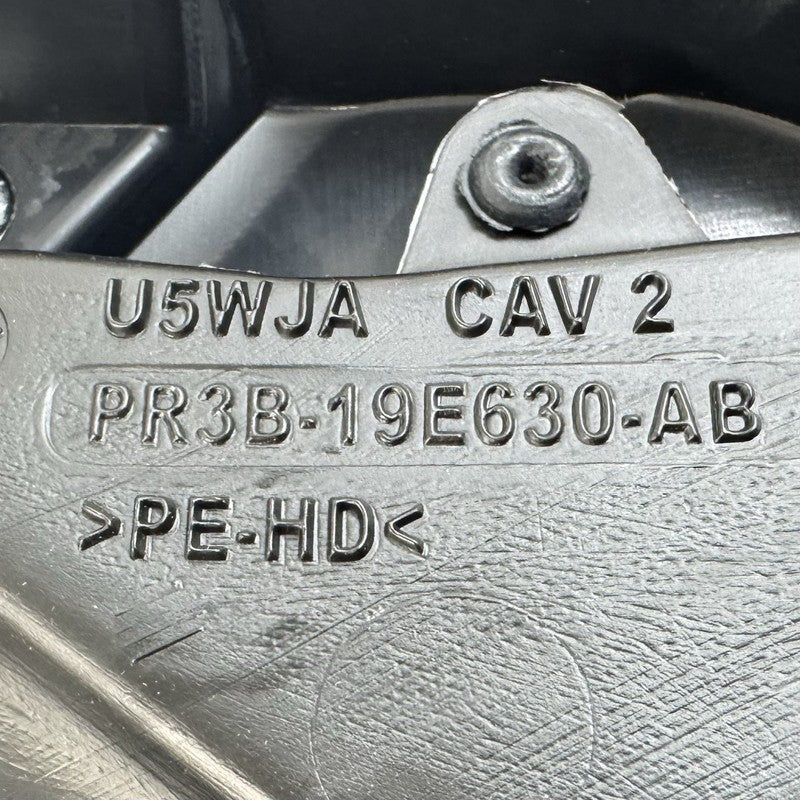 U5WJA CAV 2
PR3B-19E630-AB
>PE-HD<